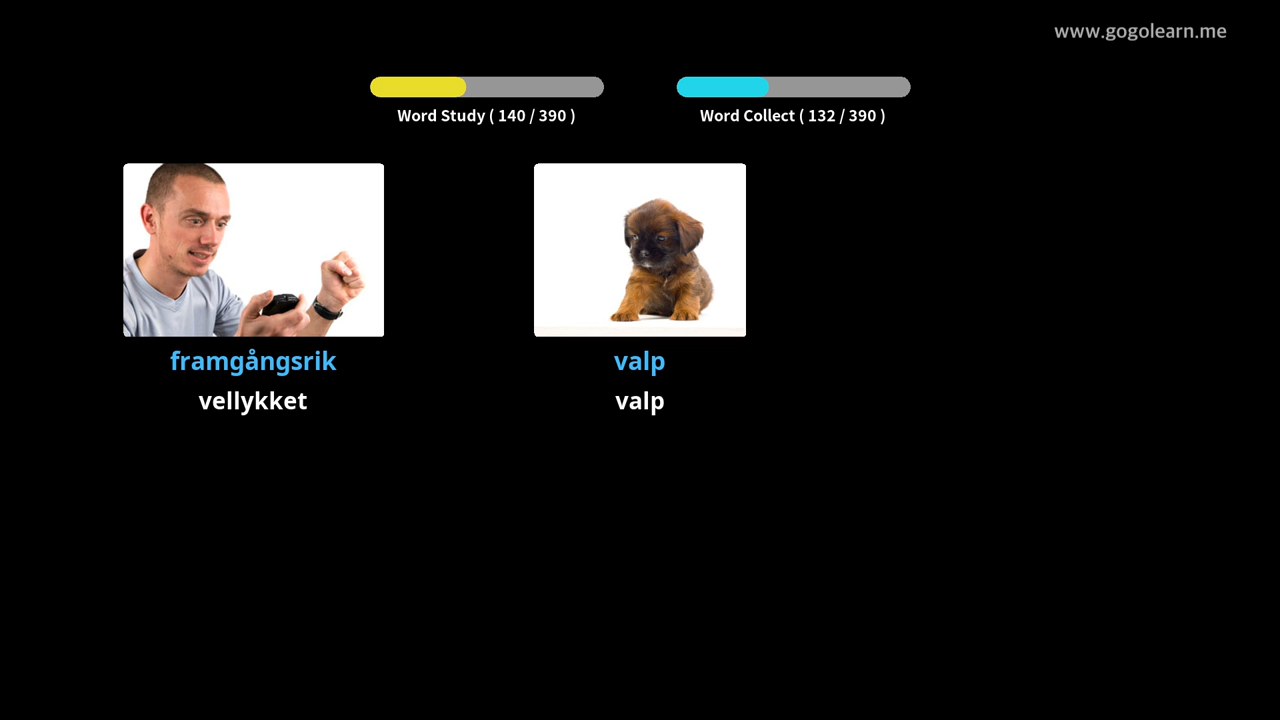 www.gogolearn.me
Word Study ( 140 / 390 )
Word Collect ( 132 / 390 )
framgångsrik
vellykket
valp
valp